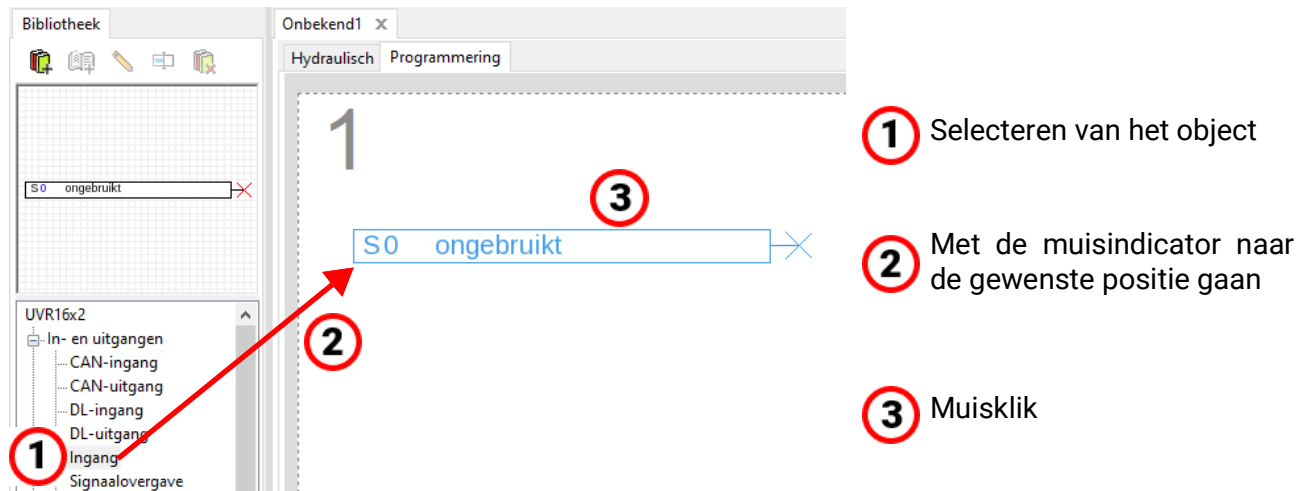 Bibliotheek
Onbekend1 X
Hydraulisch Programmering
1
S0 ongebruikt
3
S0 ongebruikt
2
UVR16x2
In- en uitgangen
CAN-ingang
CAN-uitgang
DL-ingang
DL-uitgang
1 Ingang
Signaalovergave
1 Selecteren van het object
2 Met de muisindicator naar
de gewenste positie gaan
3 Muisklik